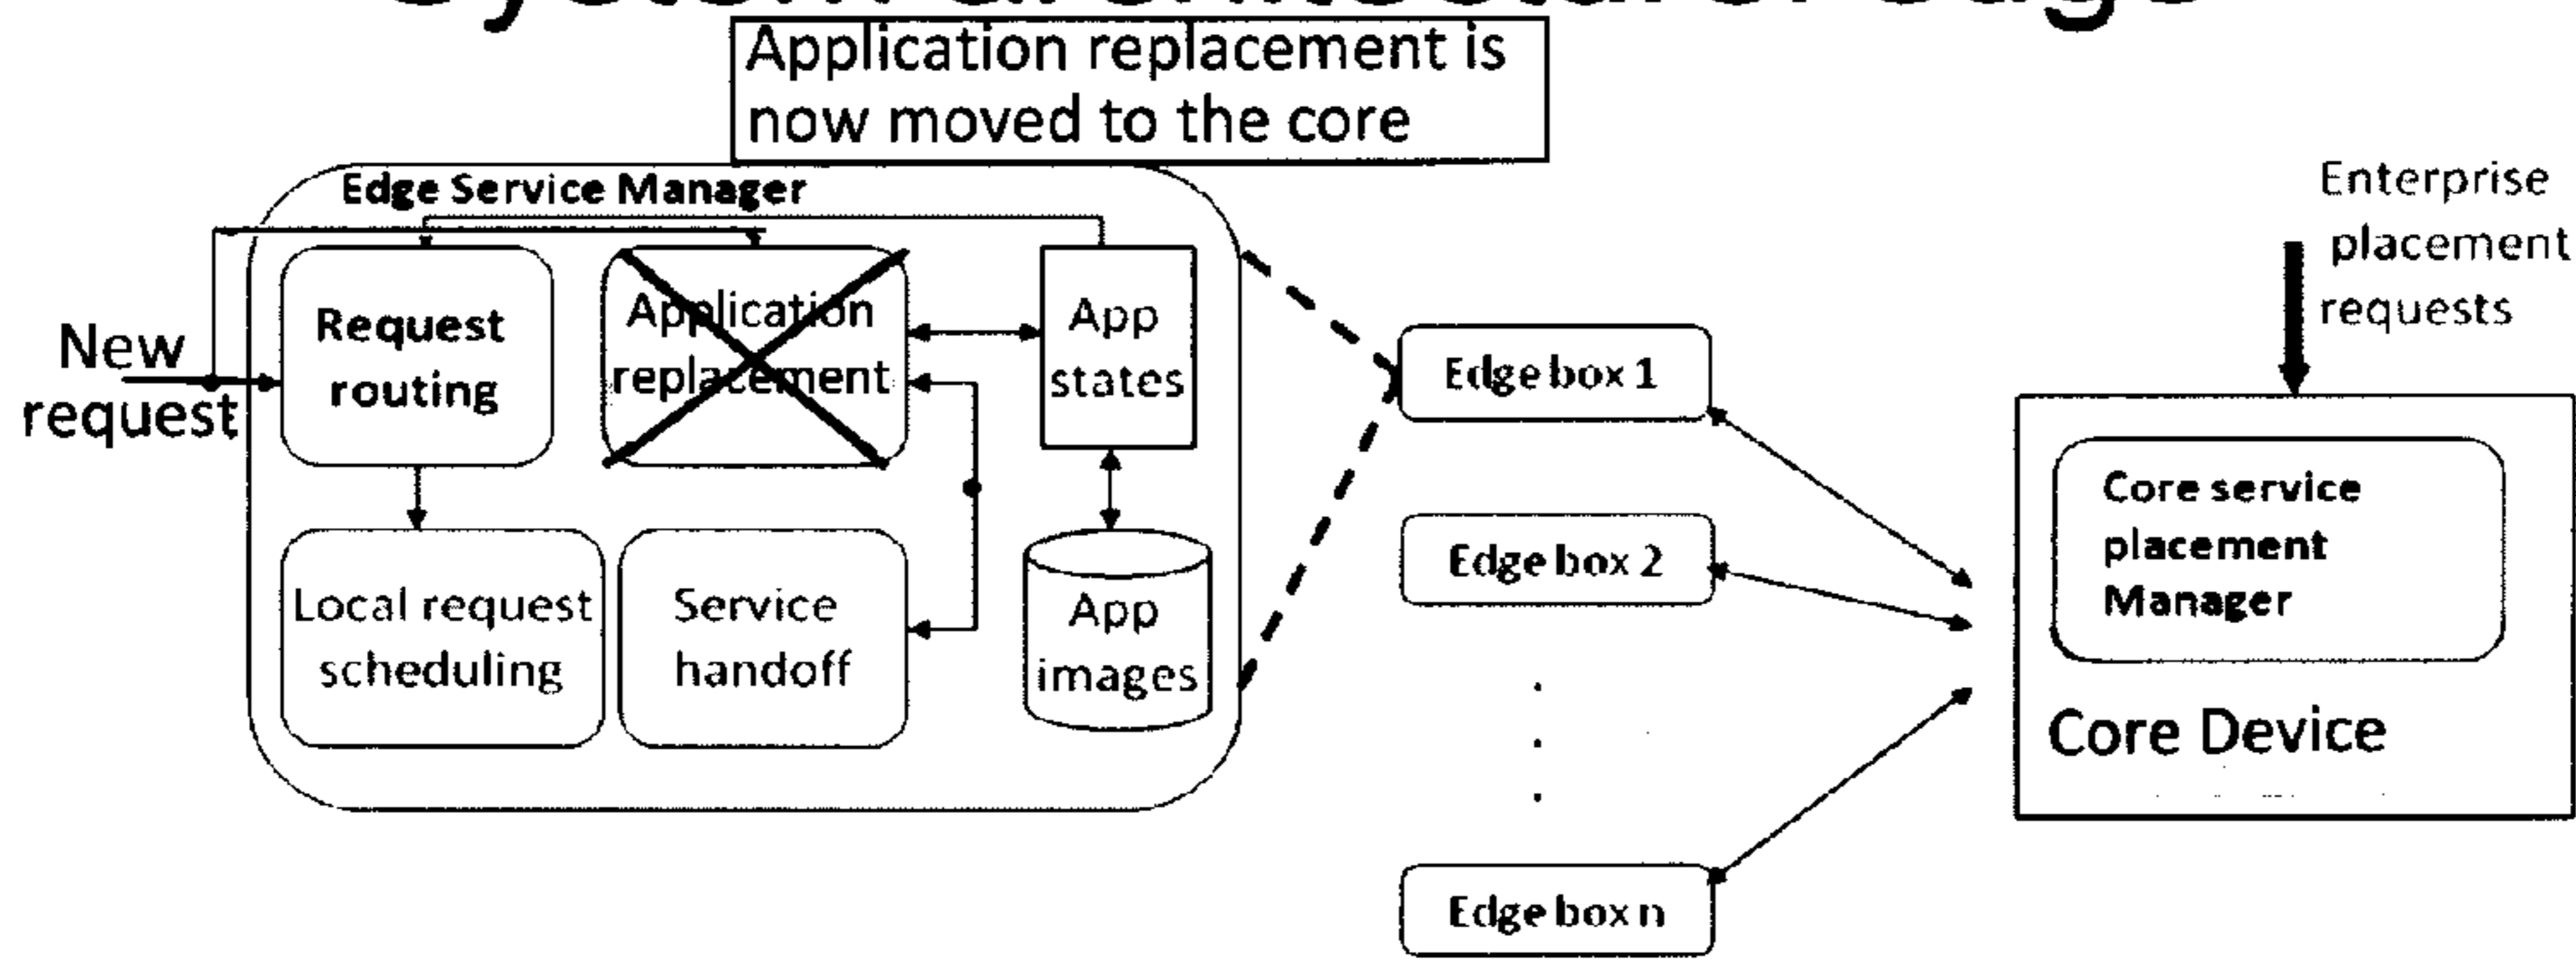 Application replacement is
now moved to the core
Edge Service Manager
New
request
Request
routing
Application
replacement
App
states
Local request
scheduling
Service
handoff
App
images
Edge box 1
Edge box 2
Edge box n
Enterprise
placement
requests
Core service
placement
Manager
Core Device